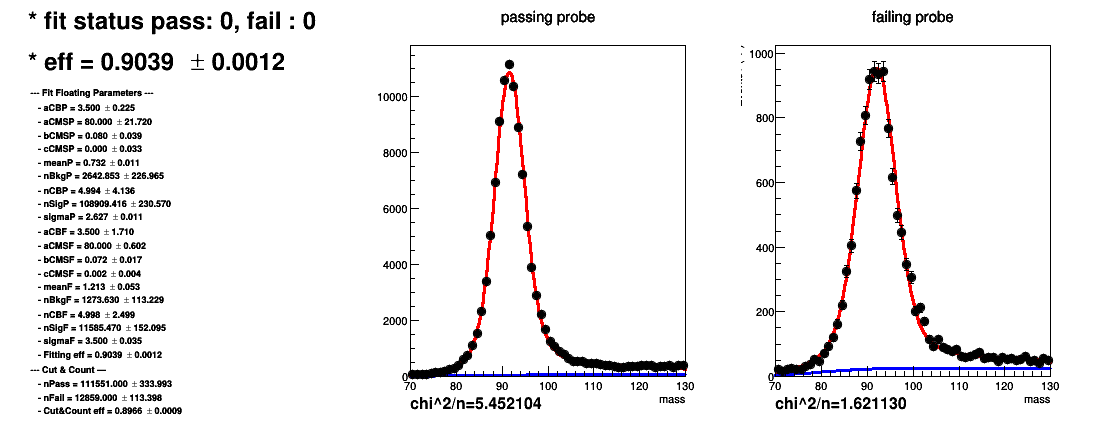 * fit status pass: 0, fail : 0
* eff = 0.9039 ± 0.0012
--- Fit Floating Parameters ---
- aCBP = 3.500 ± 0.225
- aCMSP = 80.000 ± 21.720
- bCMSP = 0.080 ± 0.039
- cCMSP = 0.000 ± 0.033
- meanP = 0.732 ± 0.011
- nBkgP = 2642.853 ± 226.965
- nCBP = 4.994 ± 4.136
- nSigP = 108909.416 ± 230.570
- sigmaP = 2.627 ± 0.011
- aCBF = 3.500 ± 1.710
- aCMSF = 80.000 ± 0.602
- bCMSF = 0.072 ± 0.017
- cCMSF = 0.002 ± 0.004
- meanF = 1.213 ± 0.053
- nBkgF = 1273.630 ± 113.229
- nCBF = 4.998 ± 2.499
- nSigF = 11585.470 ± 152.095
- sigmaF = 3.500 ± 0.035
- Fitting eff = 0.9039 ± 0.0012
--- Cut & Count ---
- nPass = 111551.000 ± 333.993
- nFail = 12859.000 ± 113.398
- Cut&Count eff = 0.8966 ± 0.0009
passing probe
10000
8000
6000
4000
2000
0
70 80 90 100 110 120 130
mass
chi^2/n=5.452104
failing probe
1000
800
600
400
200
0
70 80 90 100 110 120 130
mass
chi^2/n=1.621130